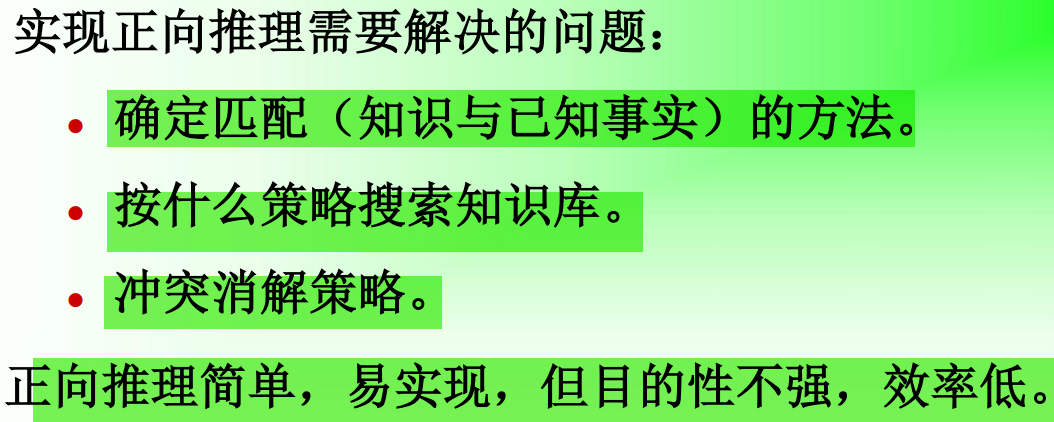 实现正向推理需要解决的问题：
• 确定匹配（知识与已知事实）的方法。
• 按什么策略搜索知识库。
• 冲突消解策略。
正向推理简单，易实现，但目的性不强，效率低。